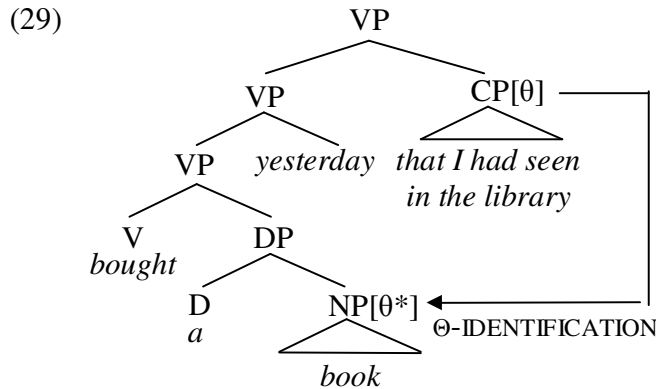 (29) VP
VP CP[θ]
VP yesterday that I had seen
in the library
V DP
bought
D NP[θ*]
a Θ-IDENTIFICATION
book